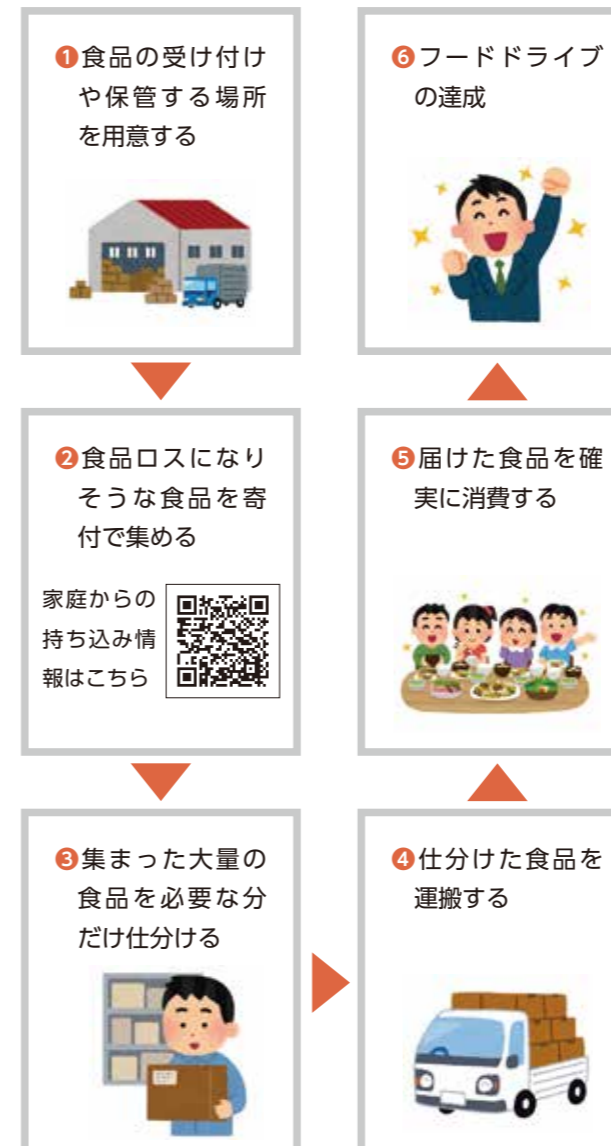 ❶食品の受け付け
や保管する場所
を用意する
❷食品ロスになり
そうな食品を寄
付で集める
家庭からの
持ち込み情
報はこちら
❸集まった大量の
食品を必要な分
だけ仕分ける
❹仕分けた食品を
運搬する
❺届けた食品を確
実に消費する
❻フードドライブ
の達成